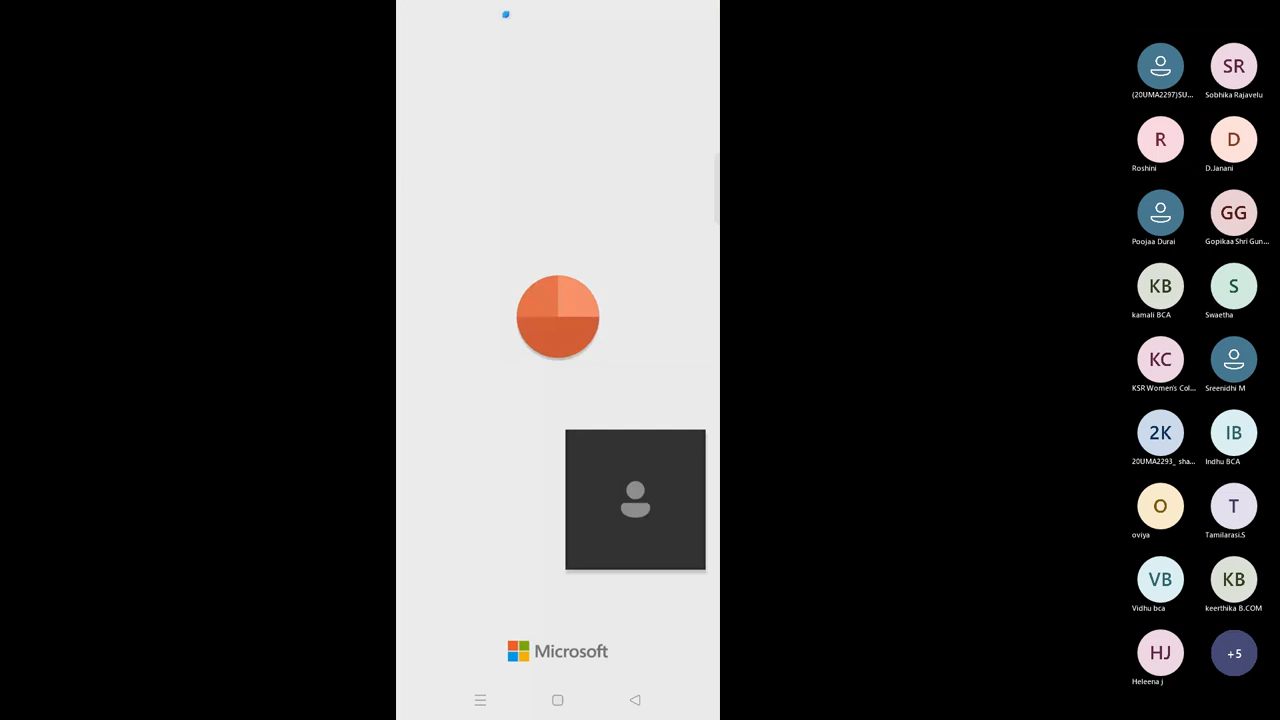 (20UMA2297)SU...
SR
Sobhika Rajavelu
R
Roshini
D
D.Janani
Poojaa Durai
GG
Gopikaa Shri Gun...
KB
kamali BCA
S
Swaetha
KC
KSR Women's Col...
Sreenidhi M
2K
20UMA2293_ sha...
IB
Indhu BCA
O
oviya
T
Tamilarasi.S
VB
Vidhu bca
KB
keerthika B.COM
HJ
Heleena j
+5
Microsoft